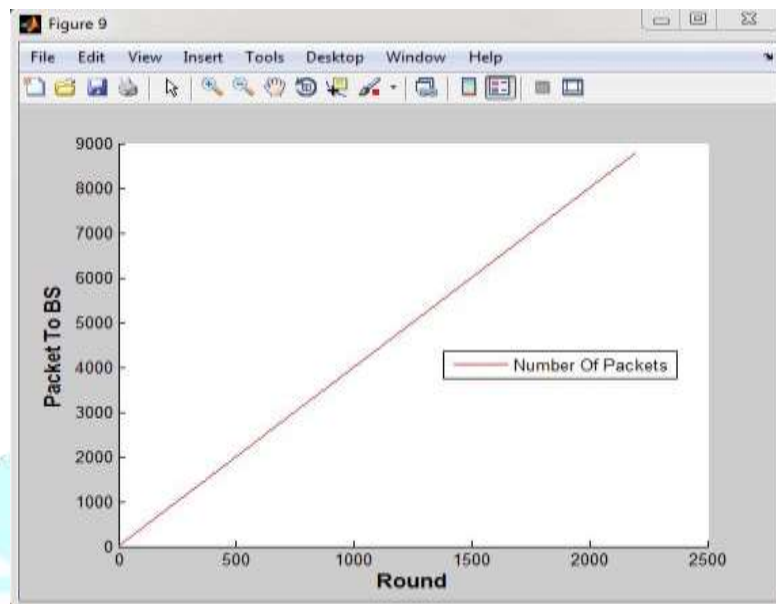 Figure 9
File Edit View Insert Tools Desktop Window Help
9000
8000
7000
6000
5000
4000
3000
2000
1000
0
Packet To BS
Number Of Packets
0 500 1000 1500 2000 2500
Round